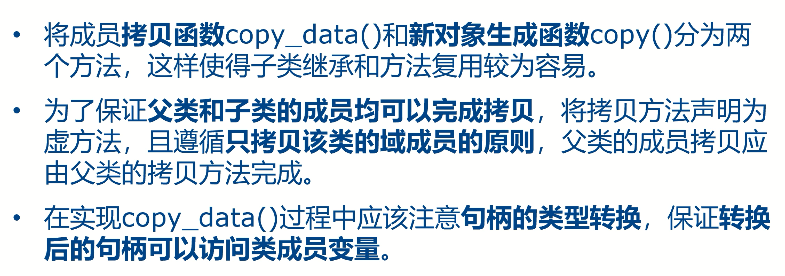 • 将成员拷贝函数copy_data()和新对象生成函数copy()分为两
个方法，这样使得子类继承和方法复用较为容易。
• 为了保证父类和子类的成员均可以完成拷贝，将拷贝方法声明为
虚方法，且遵循只拷贝该类的域成员的原则，父类的成员拷贝应
由父类的拷贝方法完成。
• 在实现copy_data()过程中应该注意句柄的类型转换，保证转换
后的句柄可以访问类成员变量。